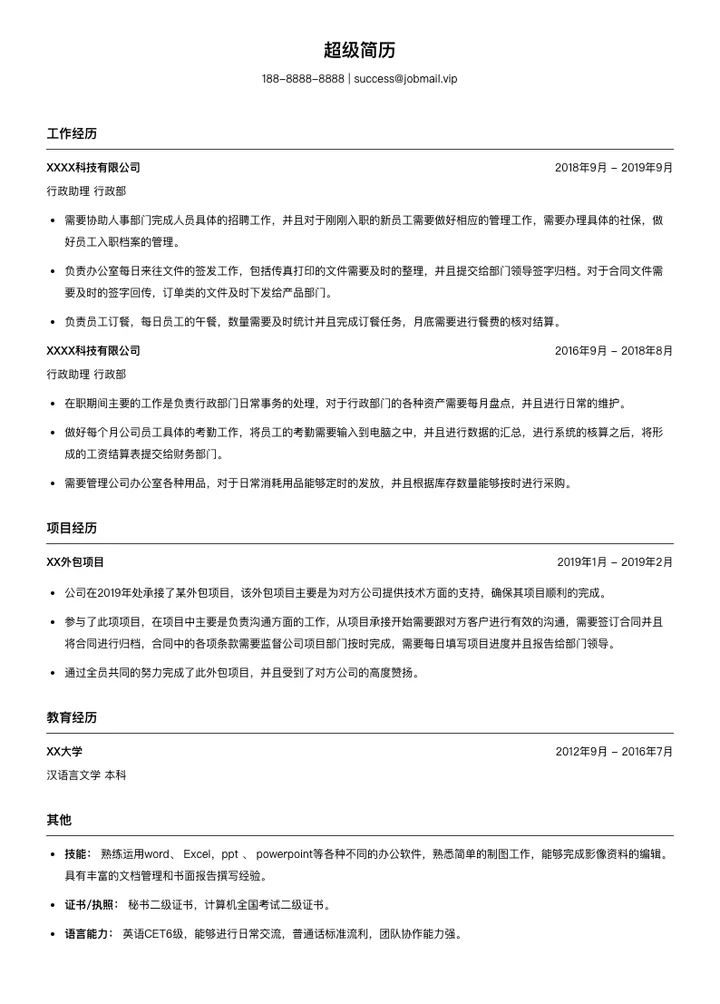 超级简历
188-8888-8888 | success@jobmail.vip
工作经历
XXXX科技有限公司 2018年9月 – 2019年9月
行政助理 行政部
• 需要协助人事部门完成人员具体的招聘工作，并且对于刚刚入职的新员工需要做好相应的管理工作，需要办理具体的社保，做
好员工入职档案的管理。
• 负责办公室每日来往文件的签发工作，包括传真打印的文件需要及时的整理，并且提交给部门领导签字归档。对于合同文件需
要及时的签字回传，订单类的文件及时下发给产品部门。
• 负责员工订餐，每日员工的午餐，数量需要及时统计并且完成订餐任务，月底需要进行餐费的核对结算。
XXXX科技有限公司 2016年9月 – 2018年8月
行政助理 行政部
• 在职期间主要的工作是负责行政部门日常事务的处理，对于行政部门的各种资产需要每月盘点，并且进行日常的维护。
• 做好每个月公司员工具体的考勤工作，将员工的考勤需要输入到电脑之中，并且进行数据的汇总，进行系统的核算之后，将形
成的工资结算表提交给财务部门。
• 需要管理公司办公室各种用品，对于日常消耗用品能够定时的发放，并且根据库存数量能够按时进行采购。
项目经历
XX外包项目 2019年1月 – 2019年2月
• 公司在2019年处承接了某外包项目，该外包项目主要是为对方公司提供技术方面的支持，确保其项目顺利的完成。
• 参与了此项项目，在项目中主要是负责沟通方面的工作，从项目承接开始需要跟对方客户进行有效的沟通，需要签订合同并且
将合同进行归档，合同中的各项条款需要监督公司项目部门按时完成，需要每日填写项目进度并且报告给部门领导。
• 通过全员共同的努力完成了此外包项目，并且受到了对方公司的高度赞扬。
教育经历
XX大学 2012年9月 – 2016年7月
汉语言文学 本科
其他
• 技能： 熟练运用word、 Excel，ppt 、 powerpoint等各种不同的办公软件，熟悉简单的制图工作，能够完成影像资料的编辑。
具有丰富的文档管理和书面报告撰写经验。
• 证书/执照： 秘书二级证书，计算机全国考试二级证书。
• 语言能力： 英语CET6级，能够进行日常交流，普通话标准流利，团队协作能力强。